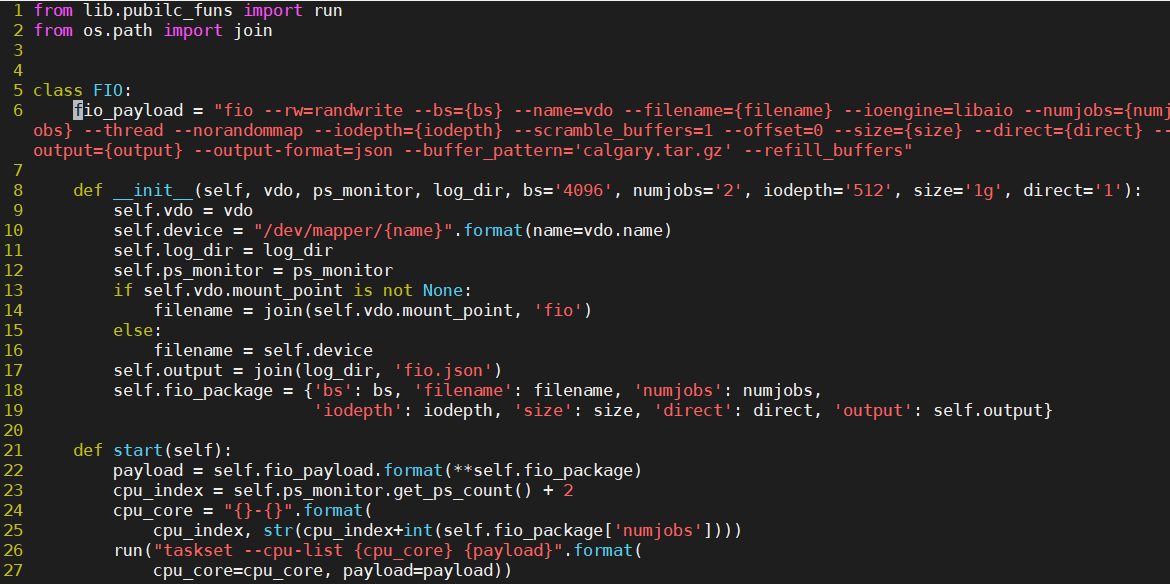 1 from lib.pubilc_funs import run
2 from os.path import join
3
4
5 class FIO:
6     fio_payload = "fio --rw=randwrite --bs={bs} --name=vdo --filename={filename} --ioengine=libaio --numjobs={numj
obs} --thread --norandommap --iodepth={iodepth} --scramble_buffers=1 --offset=0 --size={size} --direct={direct} --
output={output} --output-format=json --buffer_pattern='calgary.tar.gz' --refill_buffers"
7
8     def __init__(self, vdo, ps_monitor, log_dir, bs='4096', numjobs='2', iodepth='512', size='1g', direct='1'):
9         self.vdo = vdo
10         self.device = "/dev/mapper/{name}".format(name=vdo.name)
11         self.log_dir = log_dir
12         self.ps_monitor = ps_monitor
13         if self.vdo.mount_point is not None:
14             filename = join(self.vdo.mount_point, 'fio')
15         else:
16             filename = self.device
17         self.output = join(log_dir, 'fio.json')
18         self.fio_package = {'bs': bs, 'filename': filename, 'numjobs': numjobs,
19                             'iodepth': iodepth, 'size': size, 'direct': direct, 'output': self.output}
20
21     def start(self):
22         payload = self.fio_payload.format(**self.fio_package)
23         cpu_index = self.ps_monitor.get_ps_count() + 2
24         cpu_core = "{}-{}".format(
25             cpu_index, str(cpu_index+int(self.fio_package['numjobs'])))
26         run("taskset --cpu-list {cpu_core} {payload}".format(
27             cpu_core=cpu_core, payload=payload))